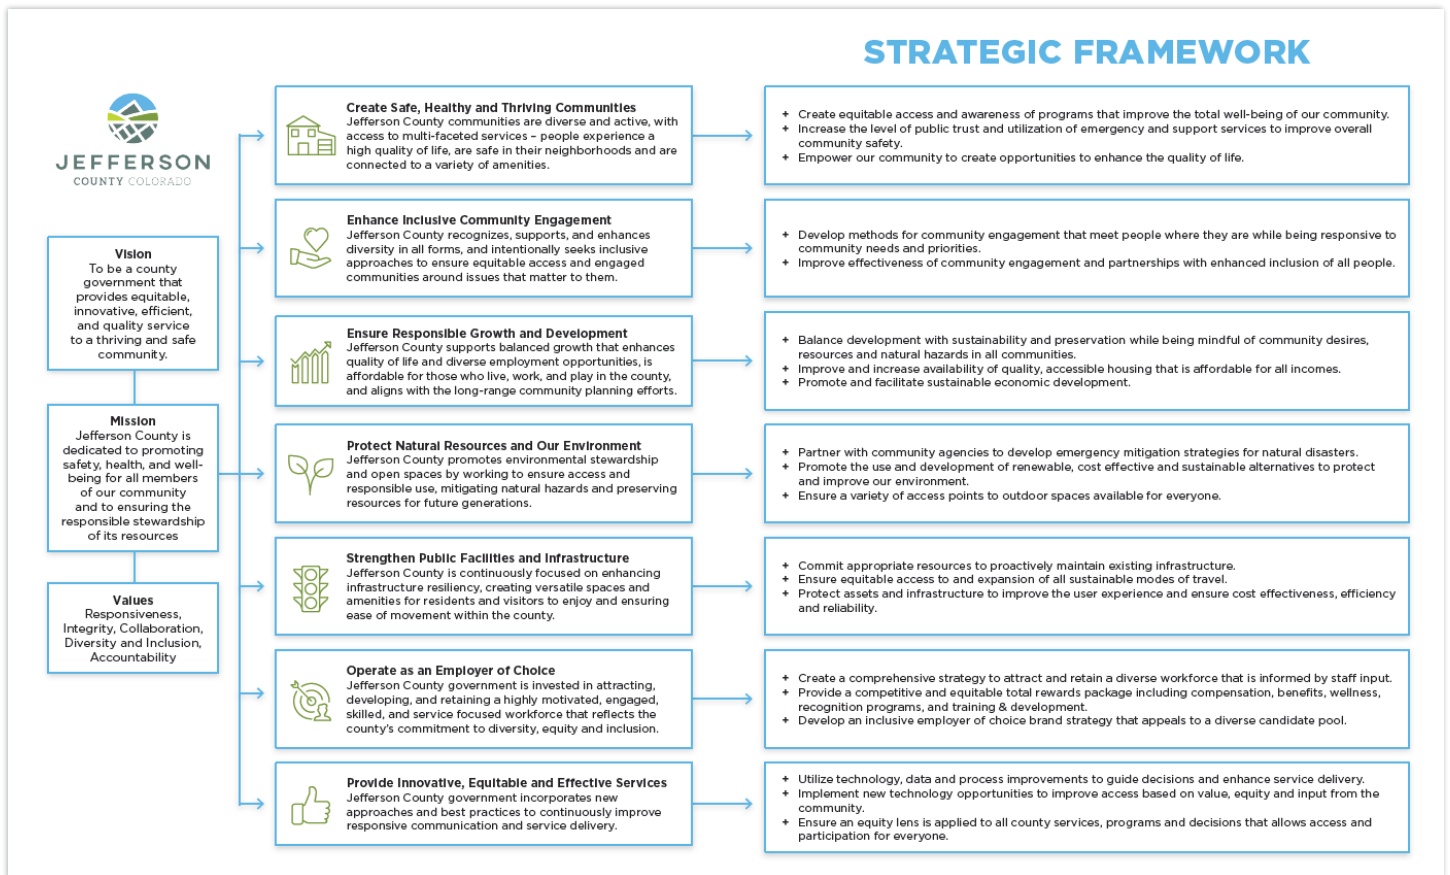 STRATEGIC FRAMEWORK
JEFFERSON
COUNTY COLORADO
Vision
To be a county
government that
provides equitable,
innovative, efficient,
and quality service
to a thriving and safe
community.
Mission
Jefferson County is
dedicated to promoting
safety, health, and well-
being for all members
of our community
and to ensuring the
responsible stewardship
of its resources
Values
Responsiveness,
Integrity, Collaboration,
Diversity and Inclusion,
Accountability
Create Safe, Healthy and Thriving Communities
Jefferson County communities are diverse and active, with
access to multi-faceted services – people experience a
high quality of life, are safe in their neighborhoods and are
connected to a variety of amenities.
+ Create equitable access and awareness of programs that improve the total well-being of our community.
+ Increase the level of public trust and utilization of emergency and support services to improve overall
community safety.
+ Empower our community to create opportunities to enhance the quality of life.
Enhance Inclusive Community Engagement
Jefferson County recognizes, supports, and enhances
diversity in all forms, and intentionally seeks inclusive
approaches to ensure equitable access and engaged
communities around issues that matter to them.
+ Develop methods for community engagement that meet people where they are while being responsive to
community needs and priorities.
+ Improve effectiveness of community engagement and partnerships with enhanced inclusion of all people.
Ensure Responsible Growth and Development
Jefferson County supports balanced growth that enhances
quality of life and diverse employment opportunities, is
affordable for those who live, work, and play in the county,
and aligns with the long-range community planning efforts.
+ Balance development with sustainability and preservation while being mindful of community desires,
resources and natural hazards in all communities.
+ Improve and increase availability of quality, accessible housing that is affordable for all incomes.
+ Promote and facilitate sustainable economic development.
Protect Natural Resources and Our Environment
Jefferson County promotes environmental stewardship
and open spaces by working to ensure access and
responsible use, mitigating natural hazards and preserving
resources for future generations.
+ Partner with community agencies to develop emergency mitigation strategies for natural disasters.
+ Promote the use and development of renewable, cost effective and sustainable alternatives to protect
and improve our environment.
+ Ensure a variety of access points to outdoor spaces available for everyone.
Strengthen Public Facilities and Infrastructure
Jefferson County is continuously focused on enhancing
infrastructure resiliency, creating versatile spaces and
amenities for residents and visitors to enjoy and ensuring
ease of movement within the county.
+ Commit appropriate resources to proactively maintain existing infrastructure.
+ Ensure equitable access to and expansion of all sustainable modes of travel.
+ Protect assets and infrastructure to improve the user experience and ensure cost effectiveness, efficiency
and reliability.
Operate as an Employer of Choice
Jefferson County government is invested in attracting,
developing, and retaining a highly motivated, engaged,
skilled, and service focused workforce that reflects the
county's commitment to diversity, equity and inclusion.
+ Create a comprehensive strategy to attract and retain a diverse workforce that is informed by staff input.
+ Provide a competitive and equitable total rewards package including compensation, benefits, wellness,
recognition programs, and training & development.
+ Develop an inclusive employer of choice brand strategy that appeals to a diverse candidate pool.
Provide Innovative, Equitable and Effective Services
Jefferson County government incorporates new
approaches and best practices to continuously improve
responsive communication and service delivery.
+ Utilize technology, data and process improvements to guide decisions and enhance service delivery.
+ Implement new technology opportunities to improve access based on value, equity and input from the
community.
+ Ensure an equity lens is applied to all county services, programs and decisions that allows access and
participation for everyone.